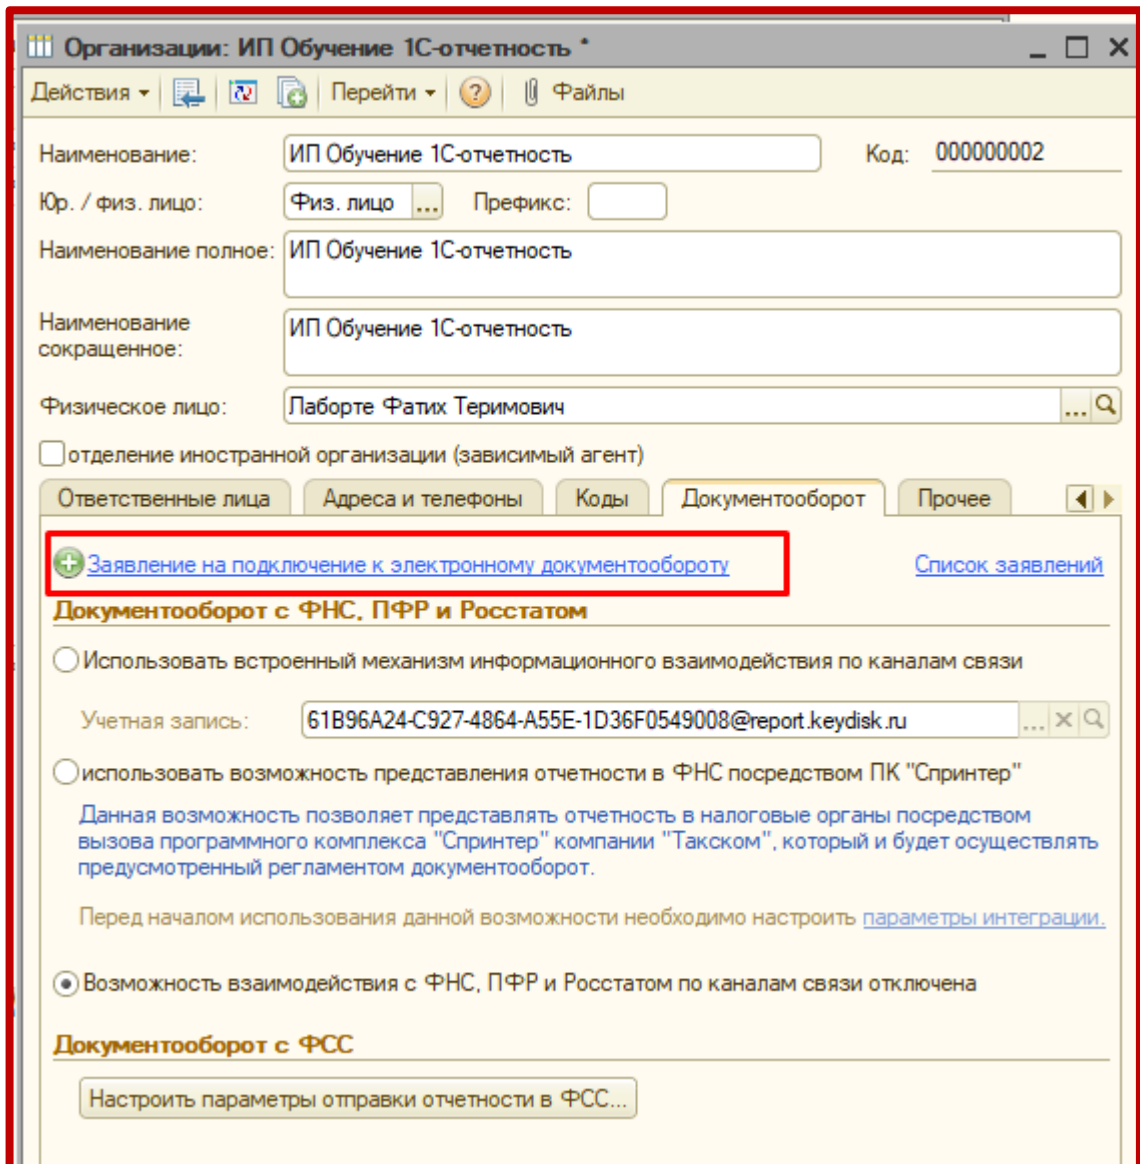 Организации: ИП Обучение 1С-отчетность *
Действия Перейти ? Файлы
Наименование: ИП Обучение 1С-отчетность Код: 000000002
Юр. / физ. лицо: Физ. лицо ... Префикс:
Наименование полное: ИП Обучение 1С-отчетность
Наименование
сокращенное:
ИП Обучение 1С-отчетность
Физическое лицо: Лаборте Фатих Теримович ...
отделение иностранной организации (зависимый агент)
Ответственные лица Адреса и телефоны Коды Документооборот Прочее
Заявление на подключение к электронному документообороту Список заявлений
Документооборот с ФНС, ПФР и Росстатом
Использовать встроенный механизм информационного взаимодействия по каналам связи
Учетная запись: 61B96A24-C927-4864-A55E-1D36F0549008@report.keydisk.ru ...
использовать возможность представления отчетности в ФНС посредством ПК "Спринтер"
Данная возможность позволяет представлять отчетность в налоговые органы посредством
вызова программного комплекса "Спринтер" компании "Такском", который и будет осуществлять
предусмотренный регламентом документооборот.
Перед началом использования данной возможности необходимо настроить параметры интеграции.
Возможность взаимодействия с ФНС, ПФР и Росстатом по каналам связи отключена
Документооборот с ФСС
Настроить параметры отправки отчетности в ФСС...